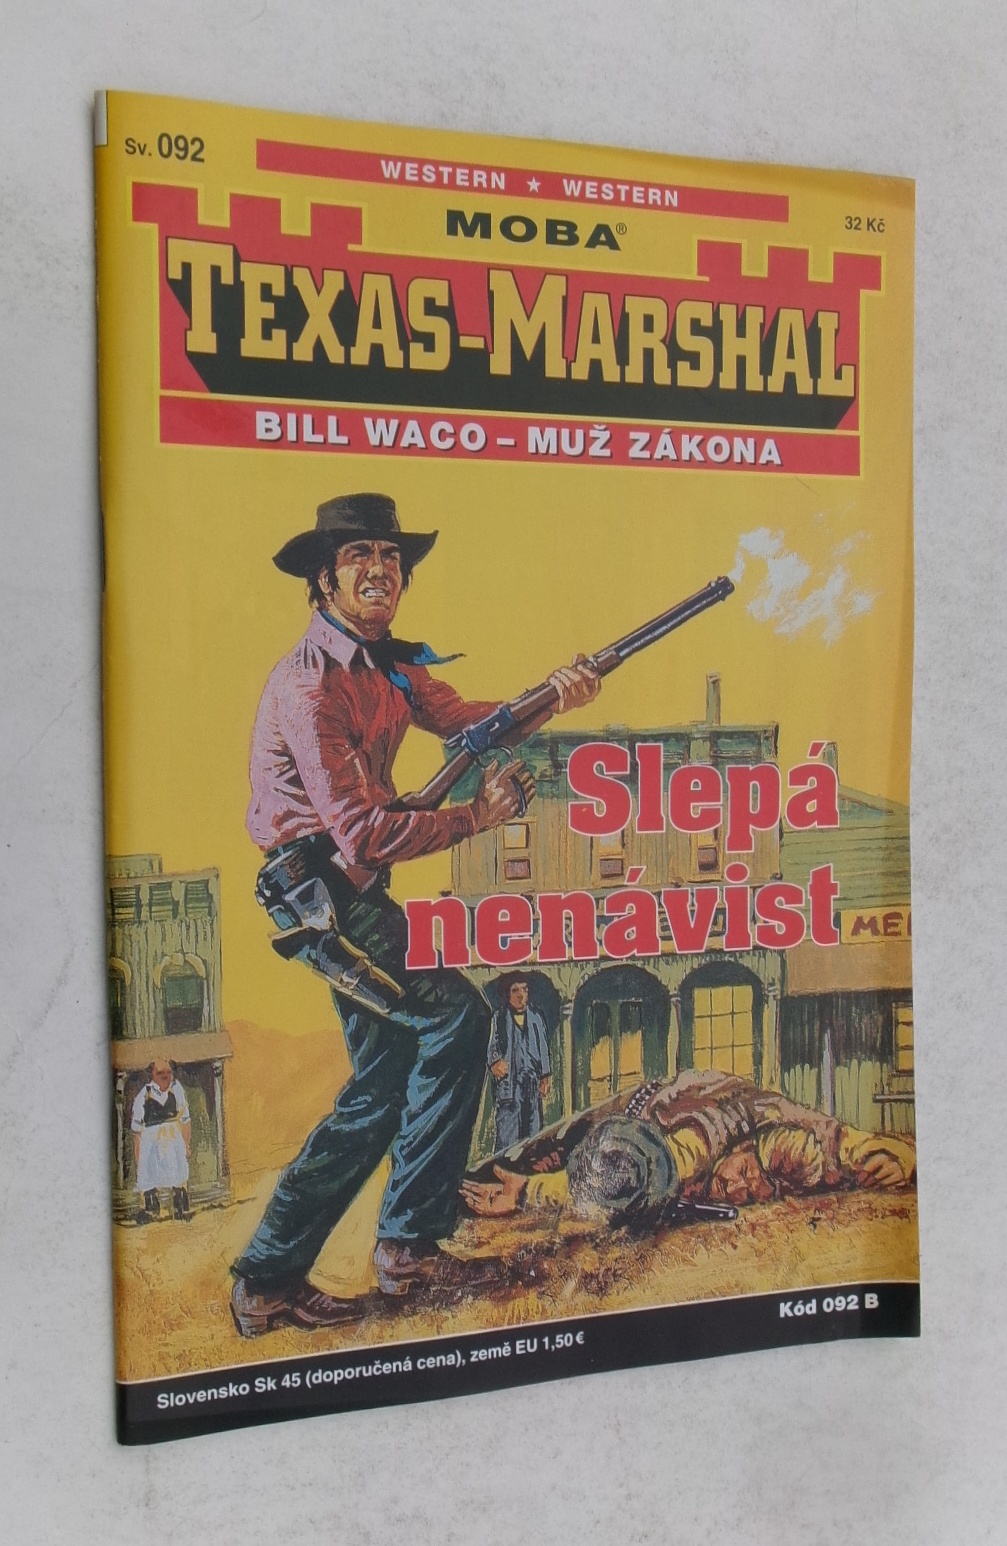 Sv. 092
WESTERN ★ WESTERN
MOBA®
32 Kč
TEXAS-MARSHAL
BILL WACO – MUŽ ZÁKONA
Slepá
nenávist
Kód 092 B
Slovensko Sk 45 (doporučená cena), země EU 1,50 €